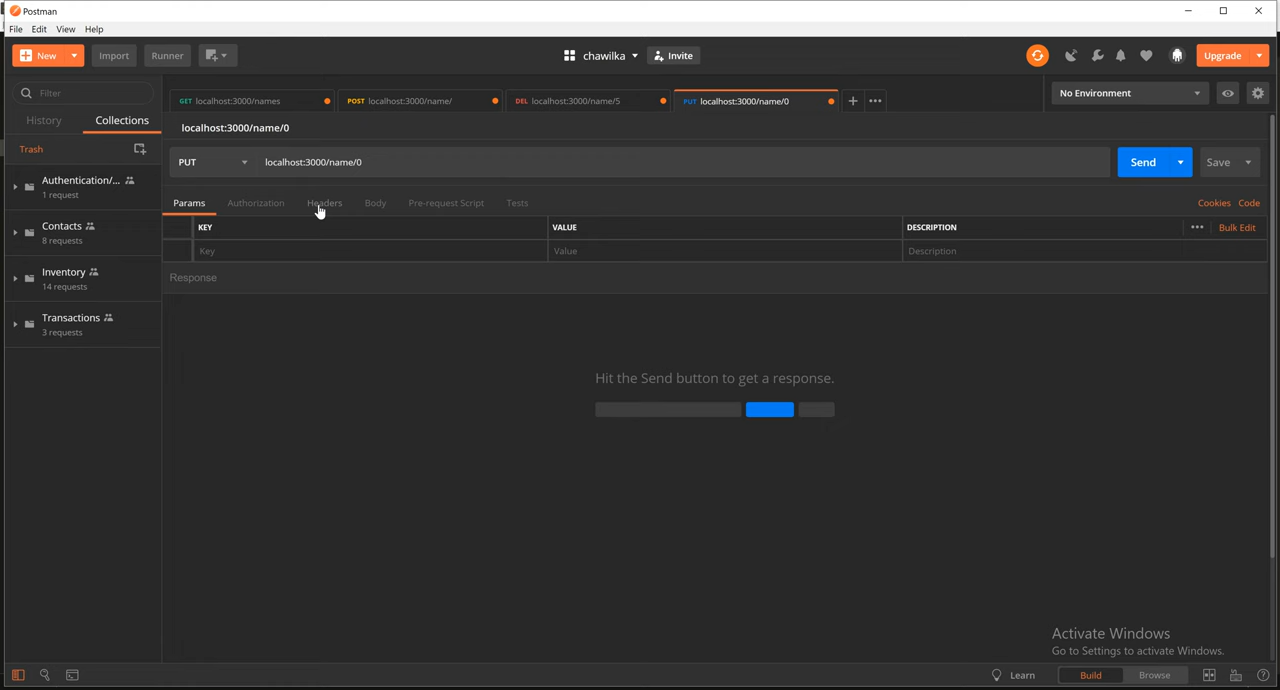 Postman
File Edit View Help
New Import Runner chawilka Invite Upgrade
Filter
GET localhost:3000/names POST localhost:3000/name/ DEL localhost:3000/name/5 PUT localhost:3000/name/0 No Environment
History Collections
localhost:3000/name/0
Trash
PUT localhost:3000/name/0 Send Save
Authentication/...
1 request
Params Authorization Headers Body Pre-request Script Tests Cookies Code
Contacts
8 requests
KEY VALUE DESCRIPTION Bulk Edit
Key Value Description
Inventory
14 requests
Response
Transactions
3 requests
Hit the Send button to get a response.
Activate Windows
Go to Settings to activate Windows.
Learn Build Browse